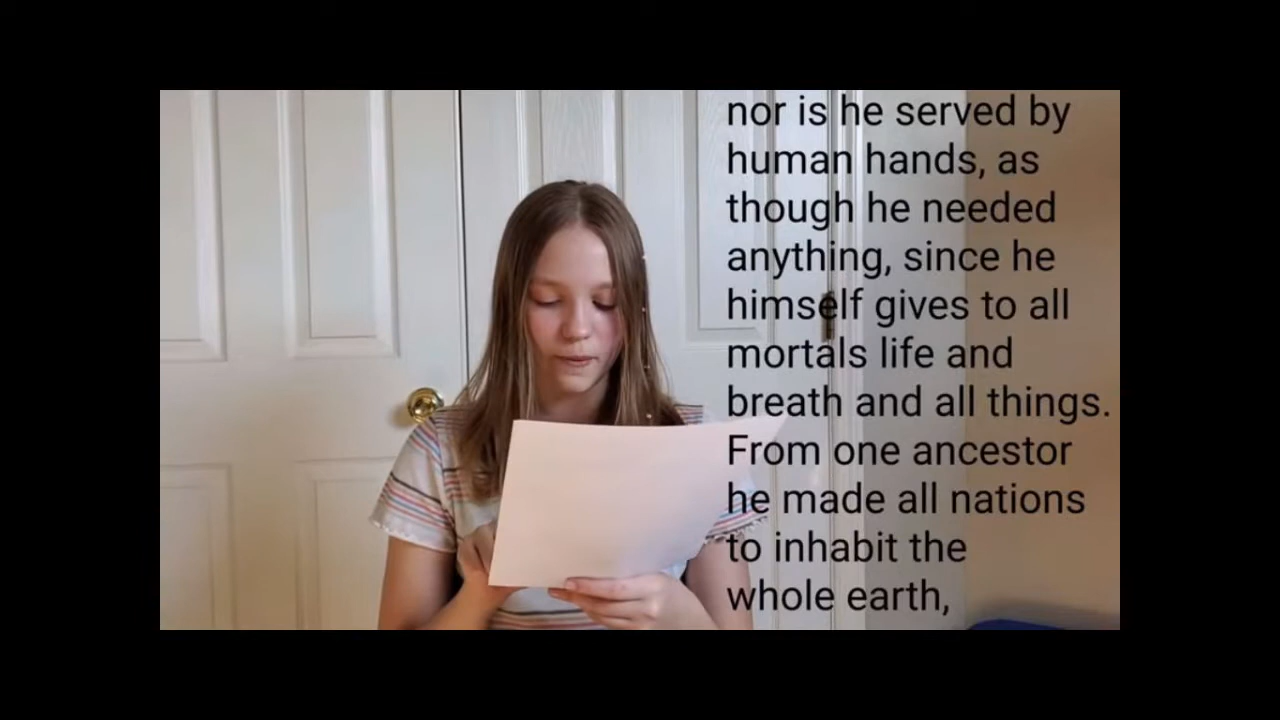 nor is he served by
human hands, as
though he needed
anything, since he
himself gives to all
mortals life and
breath and all things.
From one ancestor
he made all nations
to inhabit the
whole earth,